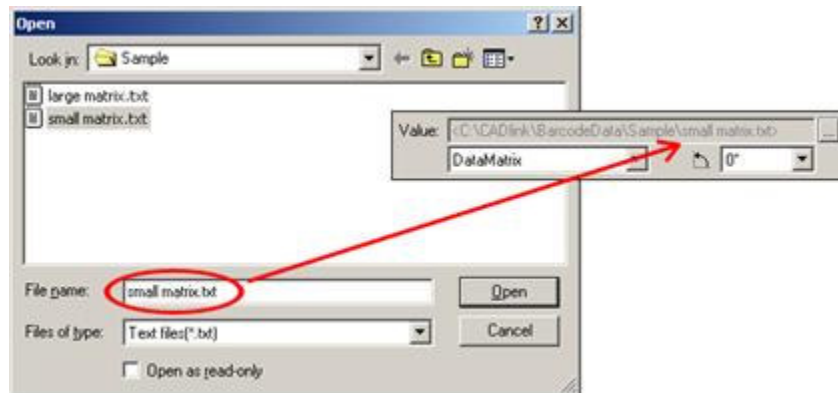 Open
Look in: Sample
large matrix.txt
small matrix.txt
Value: <C:\CADlink\BarcodeData\Sample\small matrix.txt> ...
DataMatrix 0°
File name: small matrix.txt Open
Files of type: Text files(*.txt) Cancel
Open as read-only